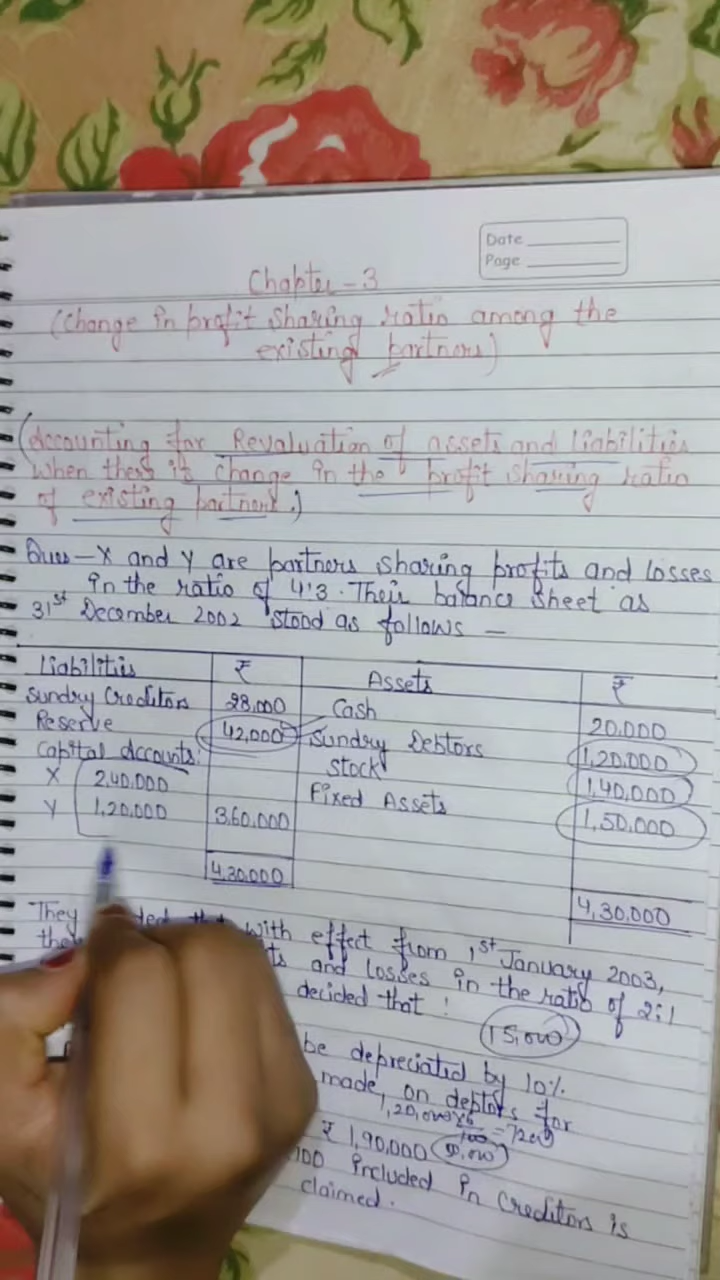 Date
Page
Chapter-3
(Change in profit sharing ratio among the
existing partners)
(Accounting for Revaluation of assets and liabilities
when there is change in the profit sharing ratio
of existing partners.)
Ques - X and Y are partners sharing profits and losses
in the ratio of 4:3. Their balance sheet as
31st December 2002 stood as follows -
Liabilities ₹ Assets ₹
Sundry Creditors 28,000 Cash 20,000
Reserve 42,000 Sundry Debtors 1,20,000
Capital Accounts: Stock 1,40,000
X 2,40,000 Fixed Assets 1,50,000
Y 1,20,000 3,60,000
4,30,000 4,30,000
They with effect from 1st January 2003,
and losses in the ratio of 2:1
decided that :
15,000
be depreciated by 10%
made, on debtors for
1,20,000×6/100 = 7200
₹ 1,90,000
included in creditors is
claimed.